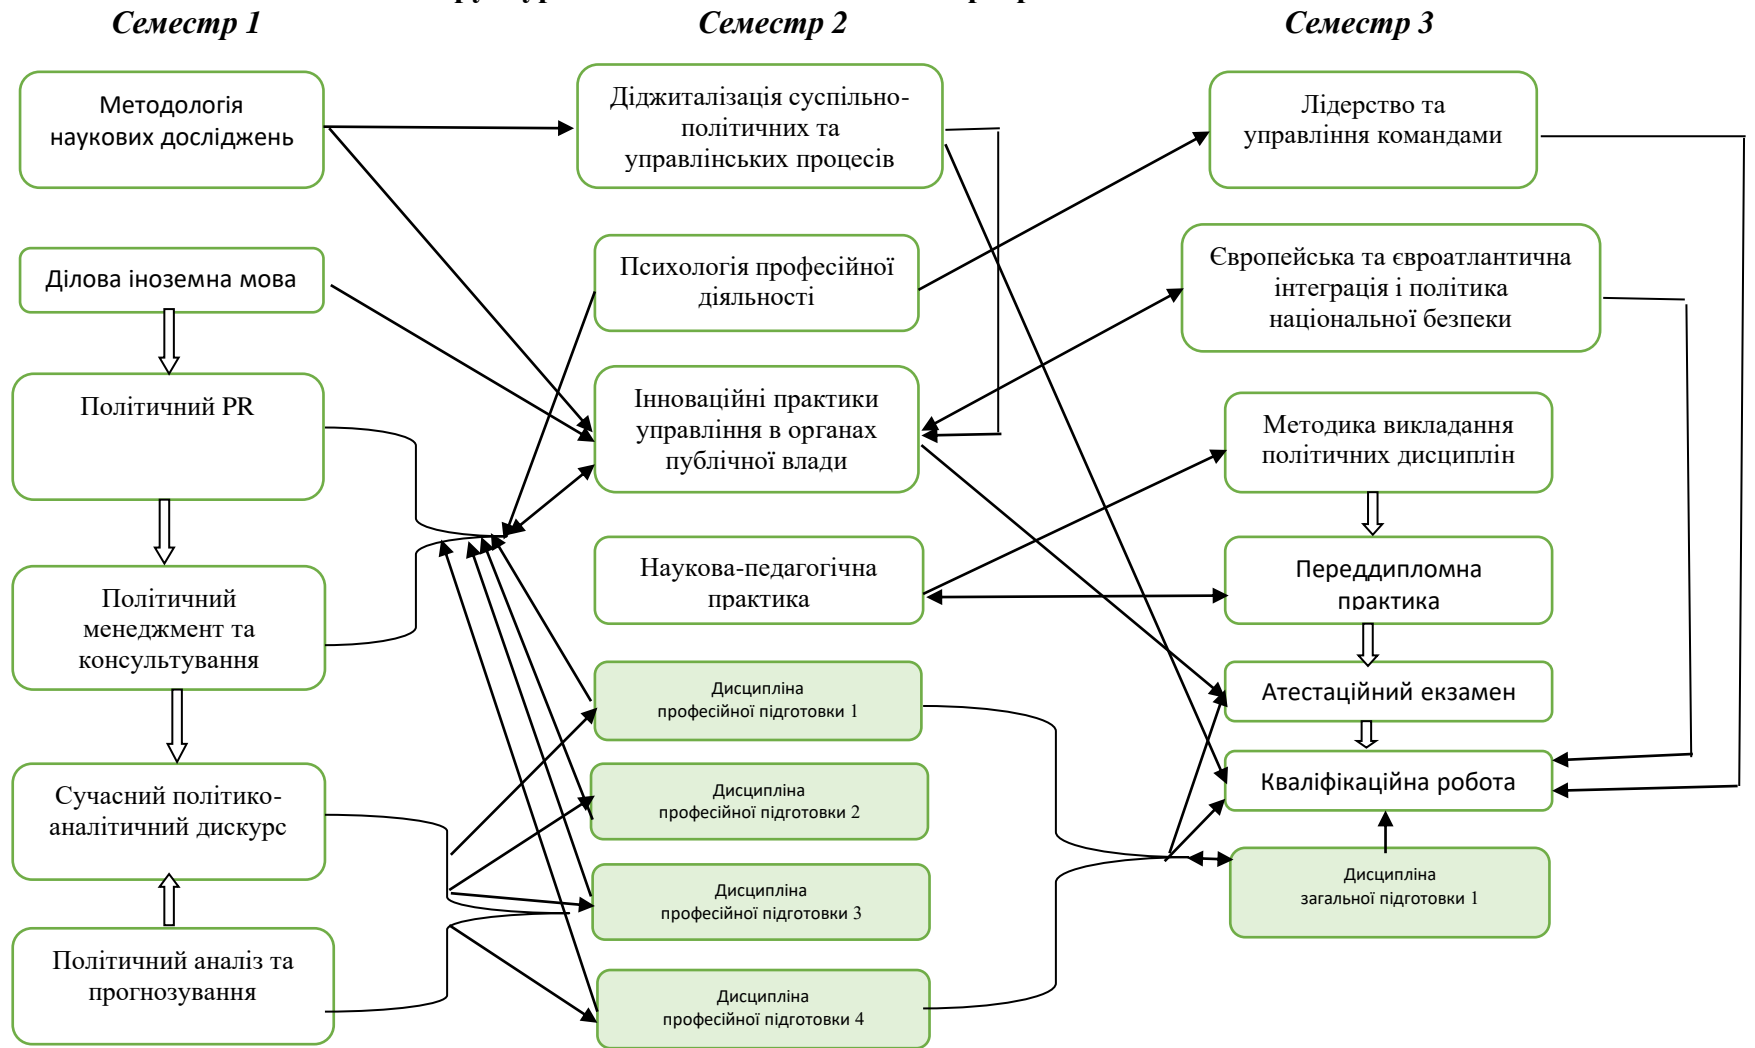 Семестр 1
Семестр 2
Семестр 3
Методологія
наукових досліджень
Ділова іноземна мова
Політичний PR
Політичний
менеджмент та
консультування
Сучасний політико-
аналітичний дискурс
Політичний аналіз та
прогнозування
Діджиталізація суспільно-
політичних та
управлінських процесів
Психологія професійної
діяльності
Інноваційні практики
управління в органах
публічної влади
Наукова-педагогічна
практика
Дисципліна
професійної підготовки 1
Дисципліна
професійної підготовки 2
Дисципліна
професійної підготовки 3
Дисципліна
професійної підготовки 4
Лідерство та
управління командами
Європейська та євроатлантична
інтеграція і політика
національної безпеки
Методика викладання
політичних дисциплін
Переддипломна
практика
Атестаційний екзамен
Кваліфікаційна робота
Дисципліна
загальної підготовки 1